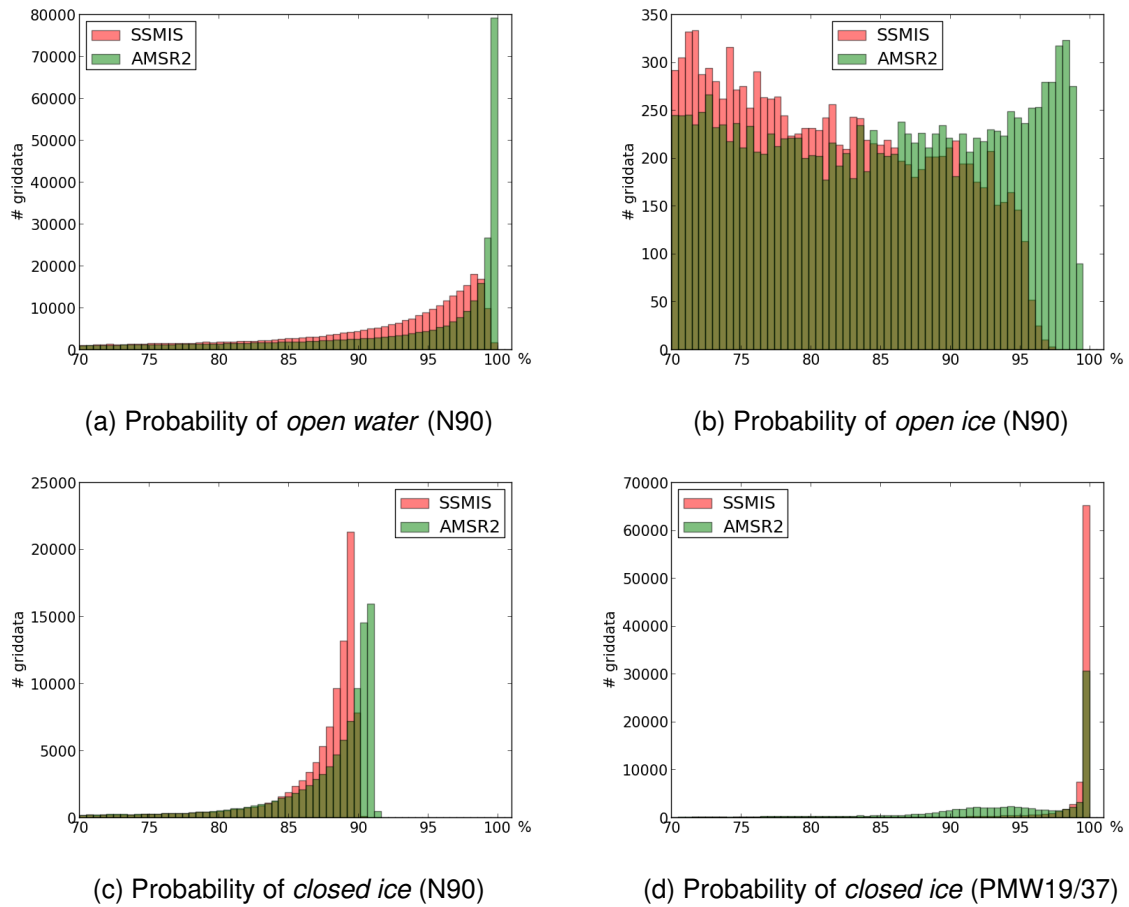 80000
70000
60000
50000
40000
30000
20000
10000
0
# griddata
SSMIS
AMSR2
70 75 80 85 90 95 100 %
(a) Probability of open water (N90)
350
300
250
200
150
100
50
0
# griddata
SSMIS
AMSR2
70 75 80 85 90 95 100 %
(b) Probability of open ice (N90)
25000
20000
15000
10000
5000
0
# griddata
SSMIS
AMSR2
70 75 80 85 90 95 100 %
(c) Probability of closed ice (N90)
70000
60000
50000
40000
30000
20000
10000
0
# griddata
SSMIS
AMSR2
70 75 80 85 90 95 100 %
(d) Probability of closed ice (PMW19/37)